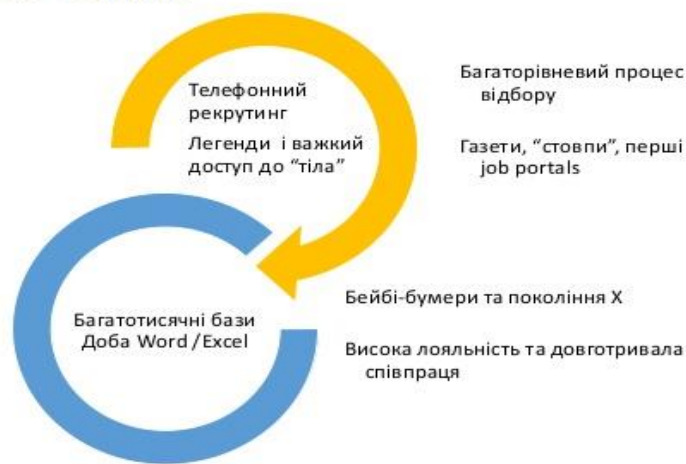 Телефонний
рекрутинг
Легенди і важкий
доступ до “тіла”
Багаторівневий процес
відбору
Газети, “стовпи”, перші
job portals
Багатотисячні бази
Доба Word /Excel
Бейбі-бумери та покоління Х
Висока лояльність та довготривала
співпраця